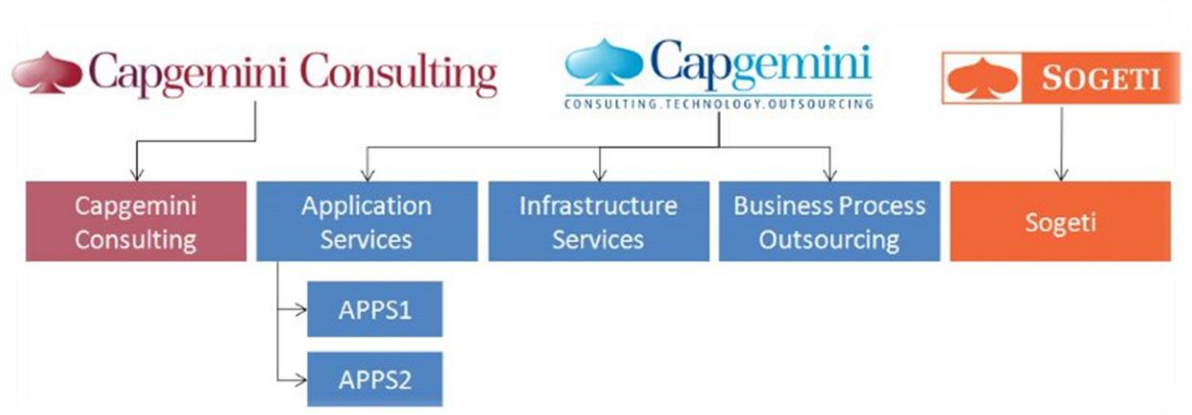 Capgemini Consulting
Capgemini
CONSULTING.TECHNOLOGY.OUTSOURCING
SOGETI
Capgemini
Consulting
Application
Services
Infrastructure
Services
Business Process
Outsourcing
Sogeti
APPS1
APPS2